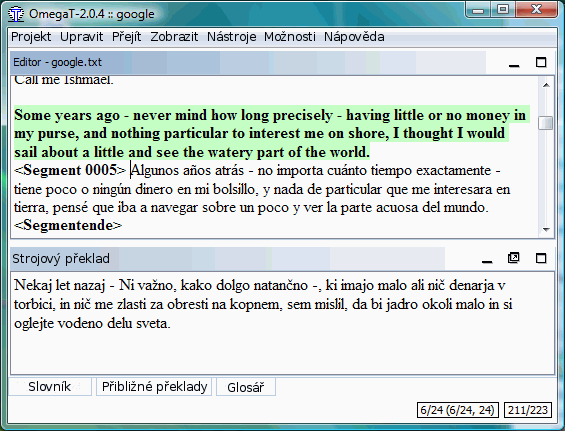 OmegaT-2.0.4 :: google
Projekt Upravit Přejít Zobrazit Nástroje Možnosti Nápověda
Editor - google.txt
Call me Ishmael.
Some years ago - never mind how long precisely - having little or no money in
my purse, and nothing particular to interest me on shore, I thought I would
sail about a little and see the watery part of the world.
<Segment 0005> Algunos años atrás - no importa cuánto tiempo exactamente -
tiene poco o ningún dinero en mi bolsillo, y nada de particular que me interesara en
tierra, pensé que iba a navegar sobre un poco y ver la parte acuosa del mundo.
<Segmentende>
Strojový překlad
Nekaj let nazaj - Ni važno, kako dolgo natančno -, ki imajo malo ali nič denarja v
torbici, in nič me zlasti za obresti na kopnem, sem mislil, da bi jadro okoli malo in si
oglejte vodeno delu sveta.
Slovník Přibližné překlady Glosář
6/24 (6/24, 24) 211/223